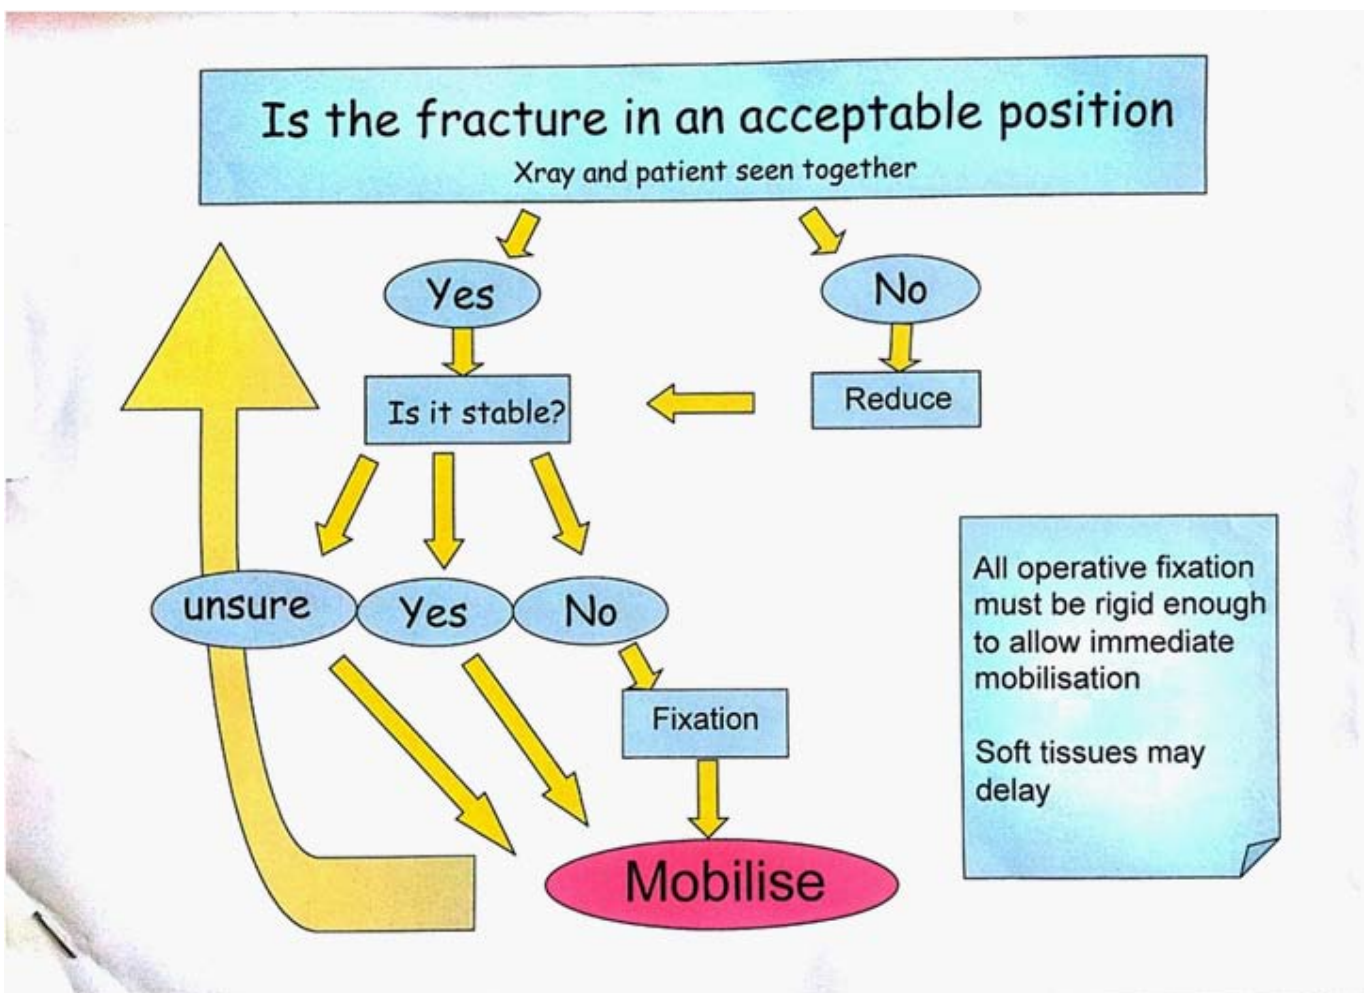 Is the fracture in an acceptable position
Xray and patient seen together
Yes
No
Is it stable?
Reduce
unsure
Yes
No
Fixation
Mobilise
All operative fixation
must be rigid enough
to allow immediate
mobilisation
Soft tissues may
delay